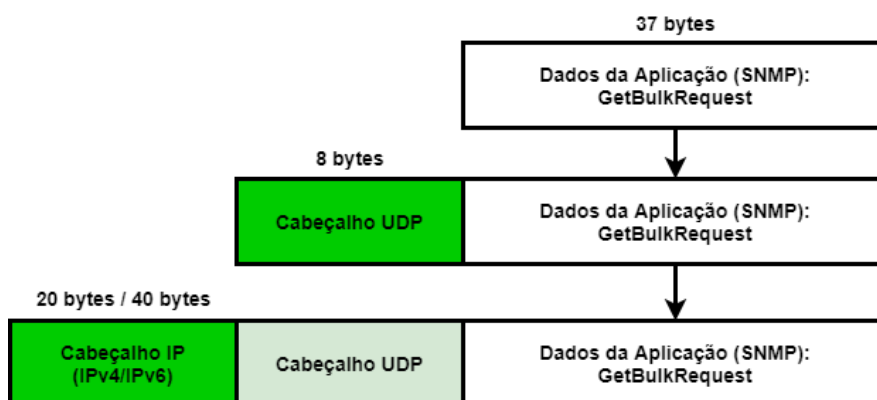 37 bytes
Dados da Aplicação (SNMP):
GetBulkRequest
8 bytes
Cabeçalho UDP
Dados da Aplicação (SNMP):
GetBulkRequest
20 bytes / 40 bytes
Cabeçalho IP
(IPv4/IPv6)
Cabeçalho UDP
Dados da Aplicação (SNMP):
GetBulkRequest